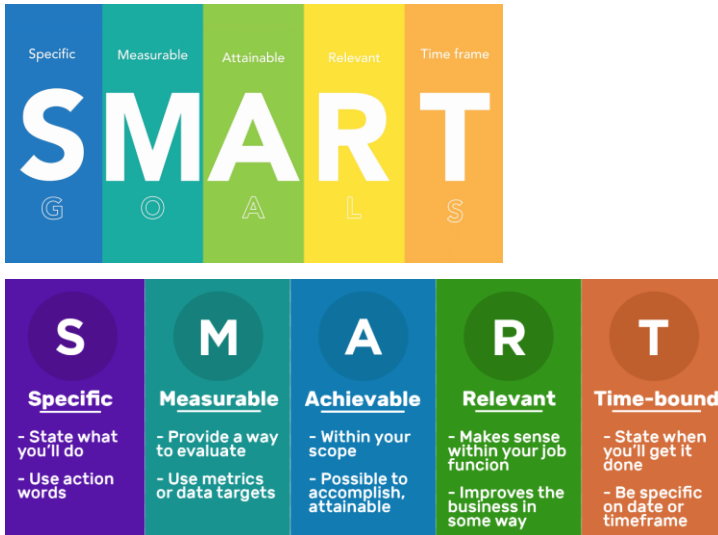 Specific Measurable Attainable Relevant Time frame
SMART
GOALS
S M A R T
Specific Measurable Achievable Relevant Time-bound
- State what
you'll do
- Use action
words
- Provide a way
to evaluate
- Use metrics
or data targets
- Within your
scope
- Possible to
accomplish,
attainable
- Makes sense
within your job
funcion
- Improves the
business in
some way
- State when
you'll get it
done
- Be specific
on date or
timeframe